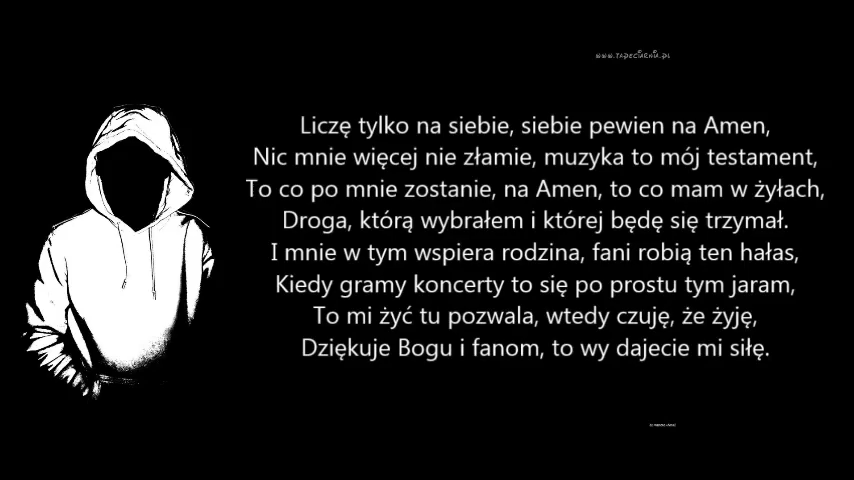 www.tapeciarnia.pl
Liczę tylko na siebie, siebie pewien na Amen,
Nic mnie więcej nie złamie, muzyka to mój testament,
To co po mnie zostanie, na Amen, to co mam w żyłach,
Droga, którą wybrałem i której będę się trzymał.
I mnie w tym wspiera rodzina, fani robią ten hałas,
Kiedy gramy koncerty to się po prostu tym jaram,
To mi żyć tu pozwala, wtedy czuję, że żyję,
Dziękuje Bogu i fanom, to wy dajecie mi siłę.